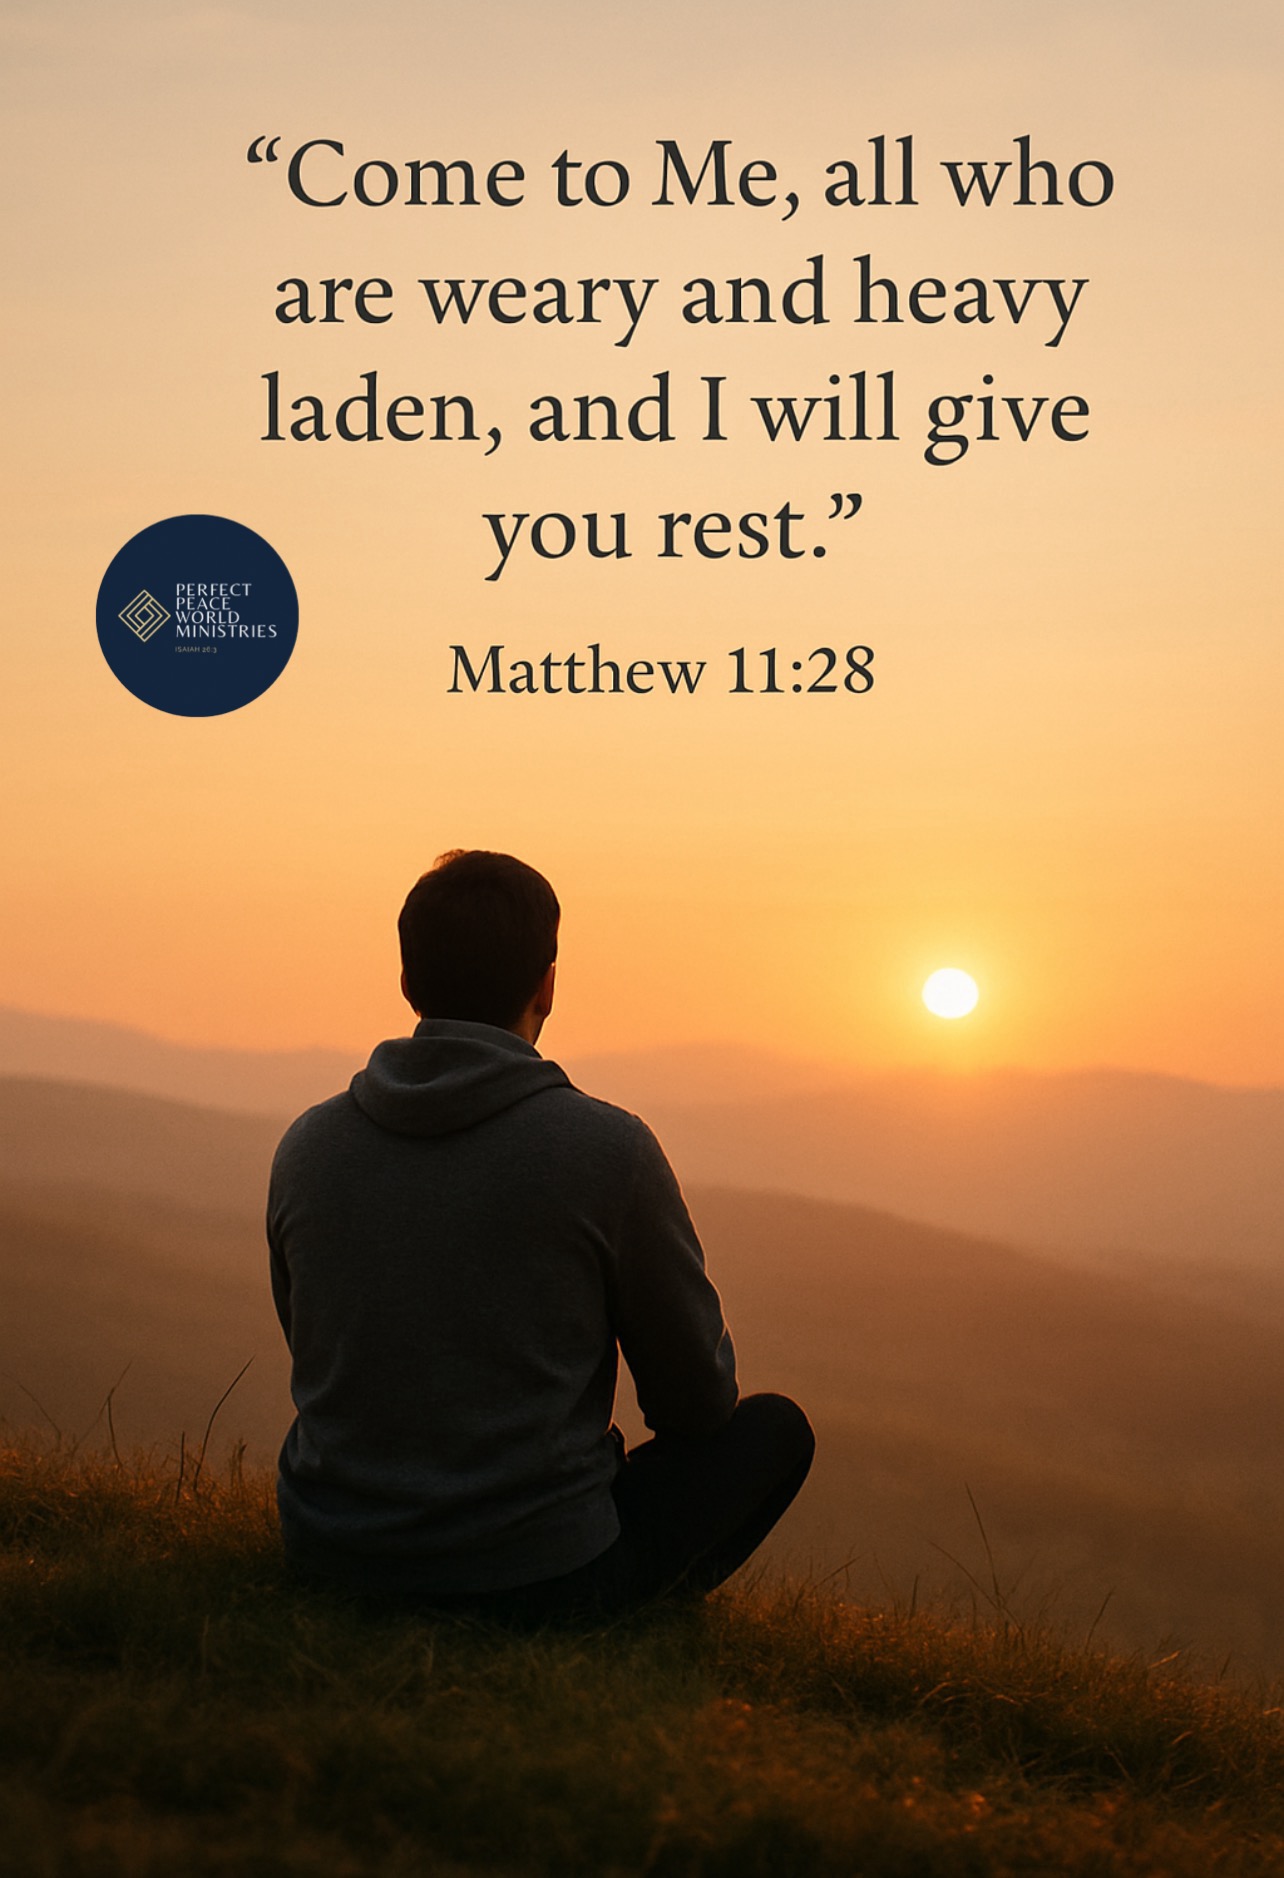 “Come to Me, all who
are weary and heavy
laden, and I will give
you rest.”
Matthew 11:28
PERFECT
PEACE
WORLD
MINISTRIES
ISAIAH 26:3